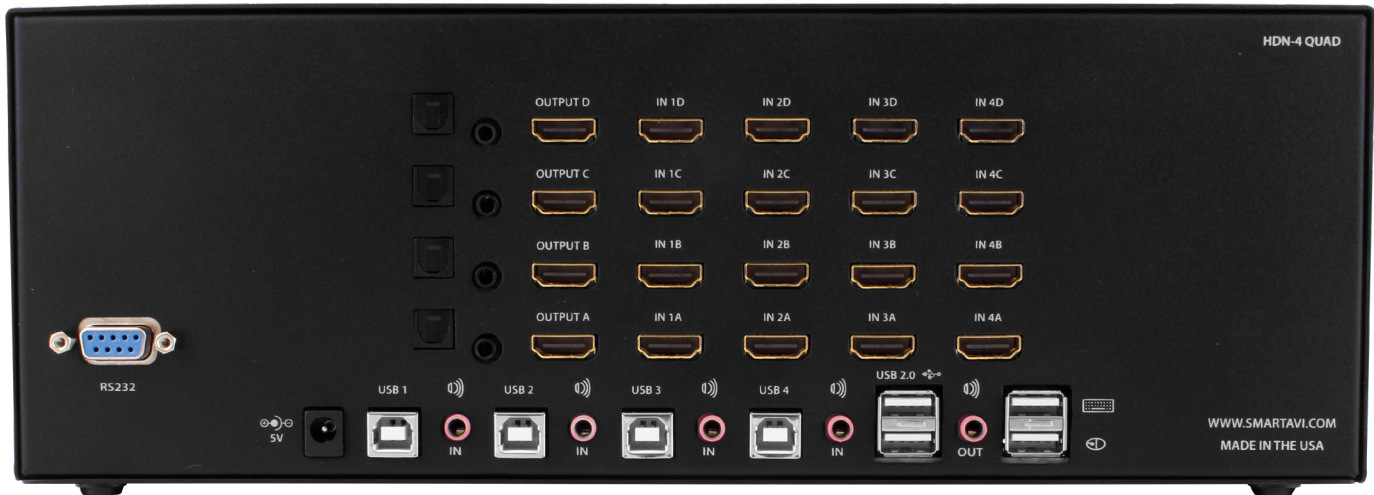 HDN-4 QUAD
OUTPUT D IN 1D IN 2D IN 3D IN 4D
OUTPUT C IN 1C IN 2C IN 3C IN 4C
OUTPUT B IN 1B IN 2B IN 3B IN 4B
OUTPUT A IN 1A IN 2A IN 3A IN 4A
RS232
USB 1 USB 2 USB 3 USB 4 USB 2.0
5V
IN IN IN IN OUT
WWW.SMARTAVI.COM
MADE IN THE USA